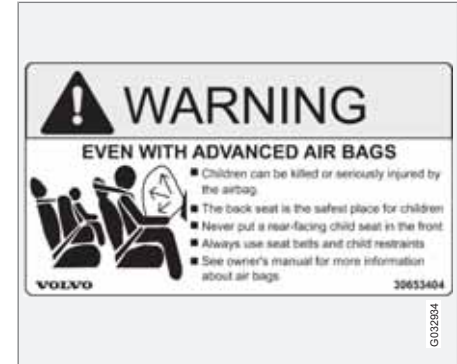 WARNING
EVEN WITH ADVANCED AIR BAGS
■ Children can be killed or seriously injured by
the airbag.
■ The back seat is the safest place for children
■ Never put a rear-facing child seat in the front
■ Always use seat belts and child restraints
■ See owner's manual for more information
about air bags
VOLVO
30653404
G032934